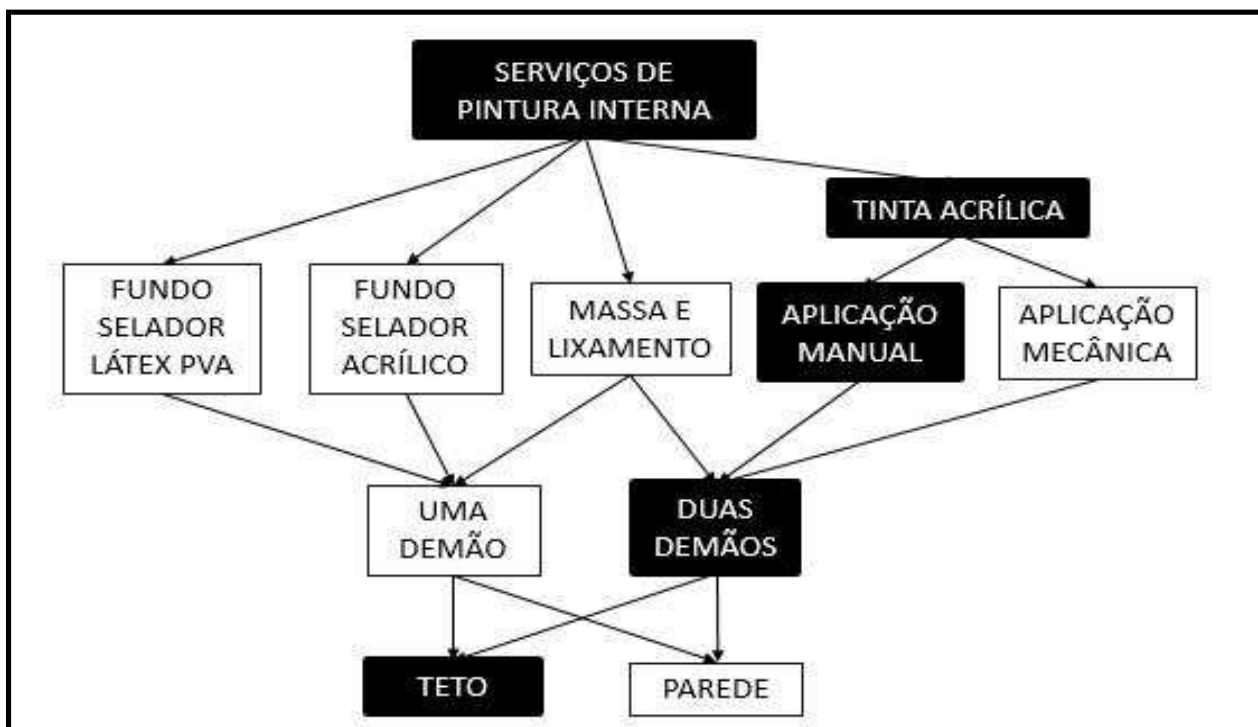 SERVIÇOS DE
PINTURA INTERNA
TINTA ACRÍLICA
FUNDO
SELADOR
LÁTEX PVA
FUNDO
SELADOR
ACRÍLICO
MASSA E
LIXAMENTO
APLICAÇÃO
MANUAL
APLICAÇÃO
MECÂNICA
UMA
DEMÃO
DUAS
DEMÃOS
TETO
PAREDE